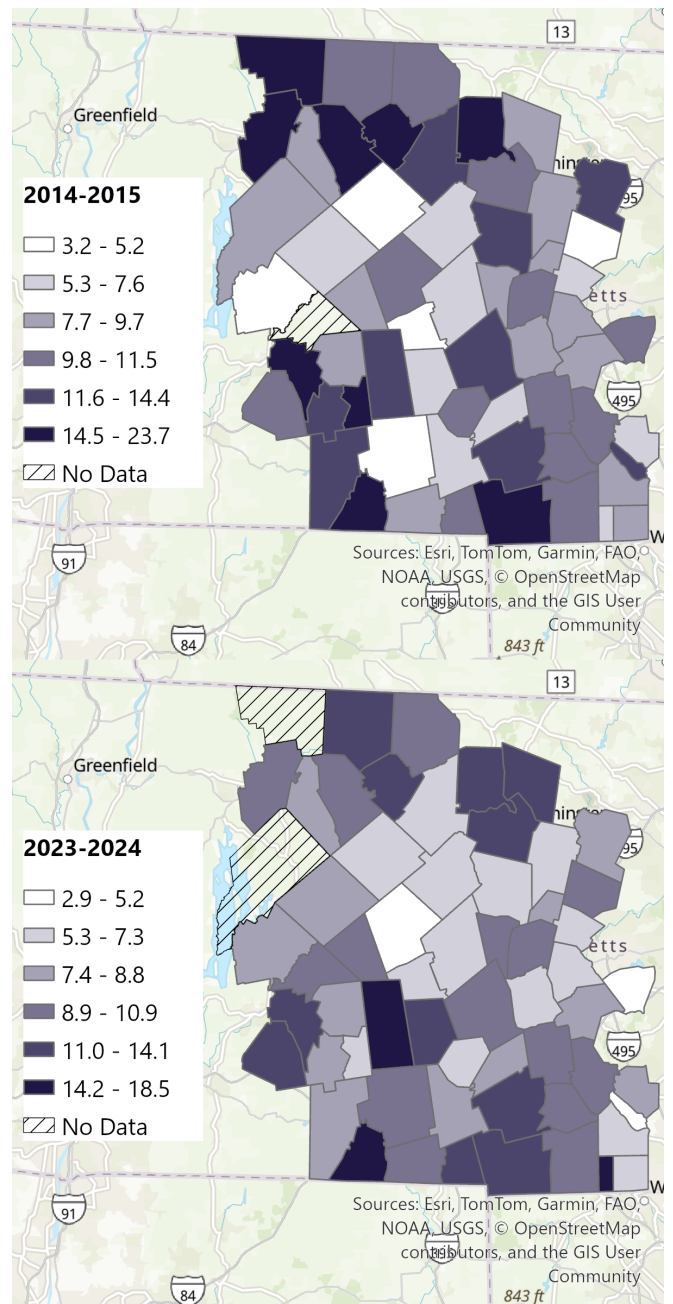 13
Greenfield
2014-2015
3.2 - 5.2
5.3 - 7.6
7.7 - 9.7
9.8 - 11.5
11.6 - 14.4
14.5 - 23.7
No Data
95
etts
495
W
Sources: Esri, TomTom, Garmin, FAO,
NOAA, USGS, © OpenStreetMap
contributors, and the GIS User
Community
91
84
843 ft
13
Greenfield
2023-2024
2.9 - 5.2
5.3 - 7.3
7.4 - 8.8
8.9 - 10.9
11.0 - 14.1
14.2 - 18.5
No Data
95
etts
495
W
Sources: Esri, TomTom, Garmin, FAO,
NOAA, USGS, © OpenStreetMap
contributors, and the GIS User
Community
91
84
843 ft